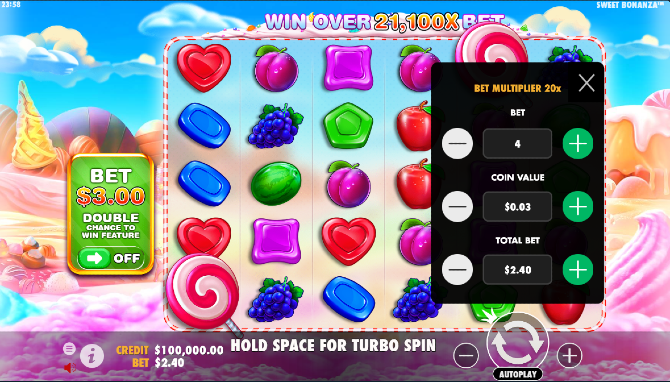 23:58
SWEET BONANZA™
WIN OVER 21,100X BET
BET MULTIPLIER 20x
BET
4
COIN VALUE
$0.03
TOTAL BET
$2.40
BET
$3.00
DOUBLE
CHANCE TO
WIN FEATURE
OFF
CREDIT $100,000.00
BET $2.40
HOLD SPACE FOR TURBO SPIN
AUTOPLAY